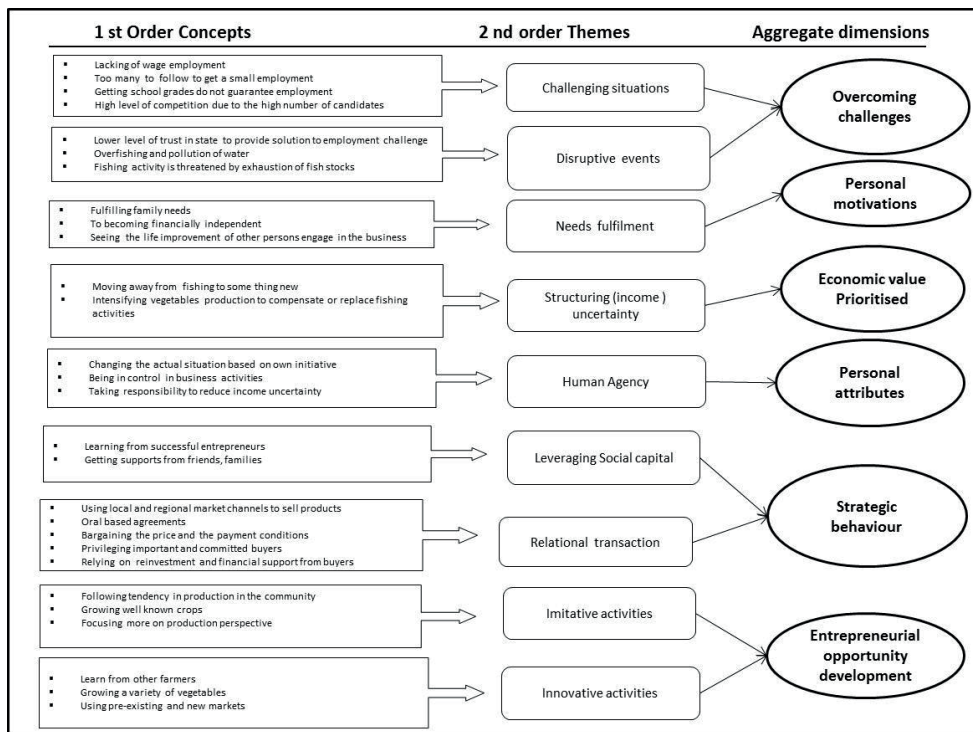 1 st Order Concepts
2 nd order Themes
Aggregate dimensions
▪ Lacking of wage employment
▪ Too many to follow to get a small employment
▪ Getting school grades do not guarantee employment
▪ High level of competition due to the high number of candidates
Challenging situations
Overcoming
challenges
▪ Lower level of trust in state to provide solution to employment challenge
▪ Overfishing and pollution of water
▪ Fishing activity is threatened by exhaustion of fish stocks
Disruptive events
▪ Fulfilling family needs
▪ To becoming financially independent
▪ Seeing the life improvement of other persons engage in the business
Needs fulfilment
Personal
motivations
▪ Moving away from fishing to some thing new
▪ Intensifying vegetables production to compensate or replace fishing
activities
Structuring (income )
uncertainty
Economic value
Prioritised
▪ Changing the actual situation based on own initiative
▪ Being in control in business activities
▪ Taking responsibility to reduce income uncertainty
Human Agency
Personal
attributes
▪ Learning from successful entrepreneurs
▪ Getting supports from friends, families
Leveraging Social capital
▪ Using local and regional market channels to sell products
▪ Oral based agreements
▪ Bargaining the price and the payment conditions
▪ Privileging important and committed buyers
▪ Relying on reinvestment and financial support from buyers
Relational transaction
Strategic
behaviour
▪ Following tendency in production in the community
▪ Growing well known crops
▪ Focusing more on production perspective
Imitative activities
▪ Learn from other farmers
▪ Growing a variety of vegetables
▪ Using pre-existing and new markets
Innovative activities
Entrepreneurial
opportunity
development